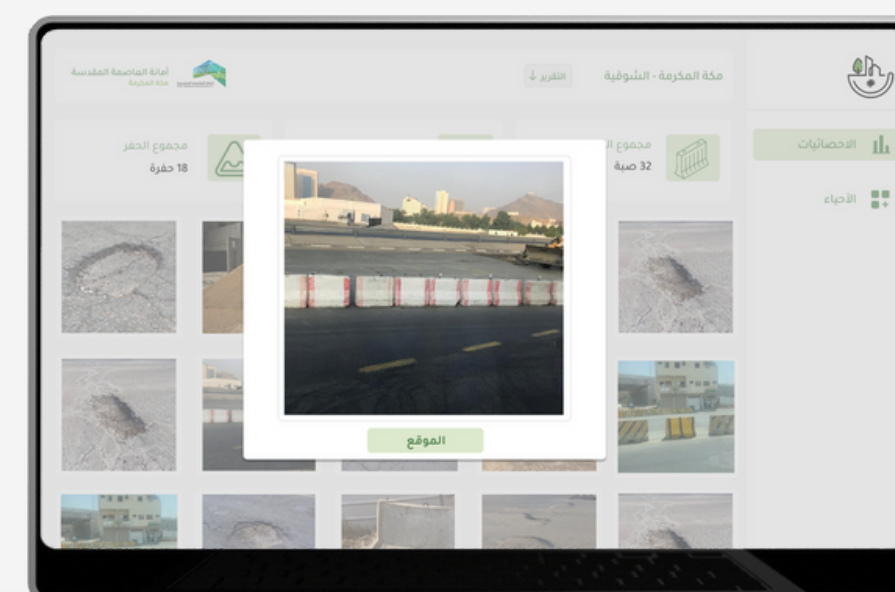 أمانة العاصمة المقدسة
مكة المكرمة
التقرير ↓
مكة المكرمة - الشوقية
الاحصائيات
الأحياء
مجموع
32 صبة
مجموع الحفر
18 حفرة
الموقع